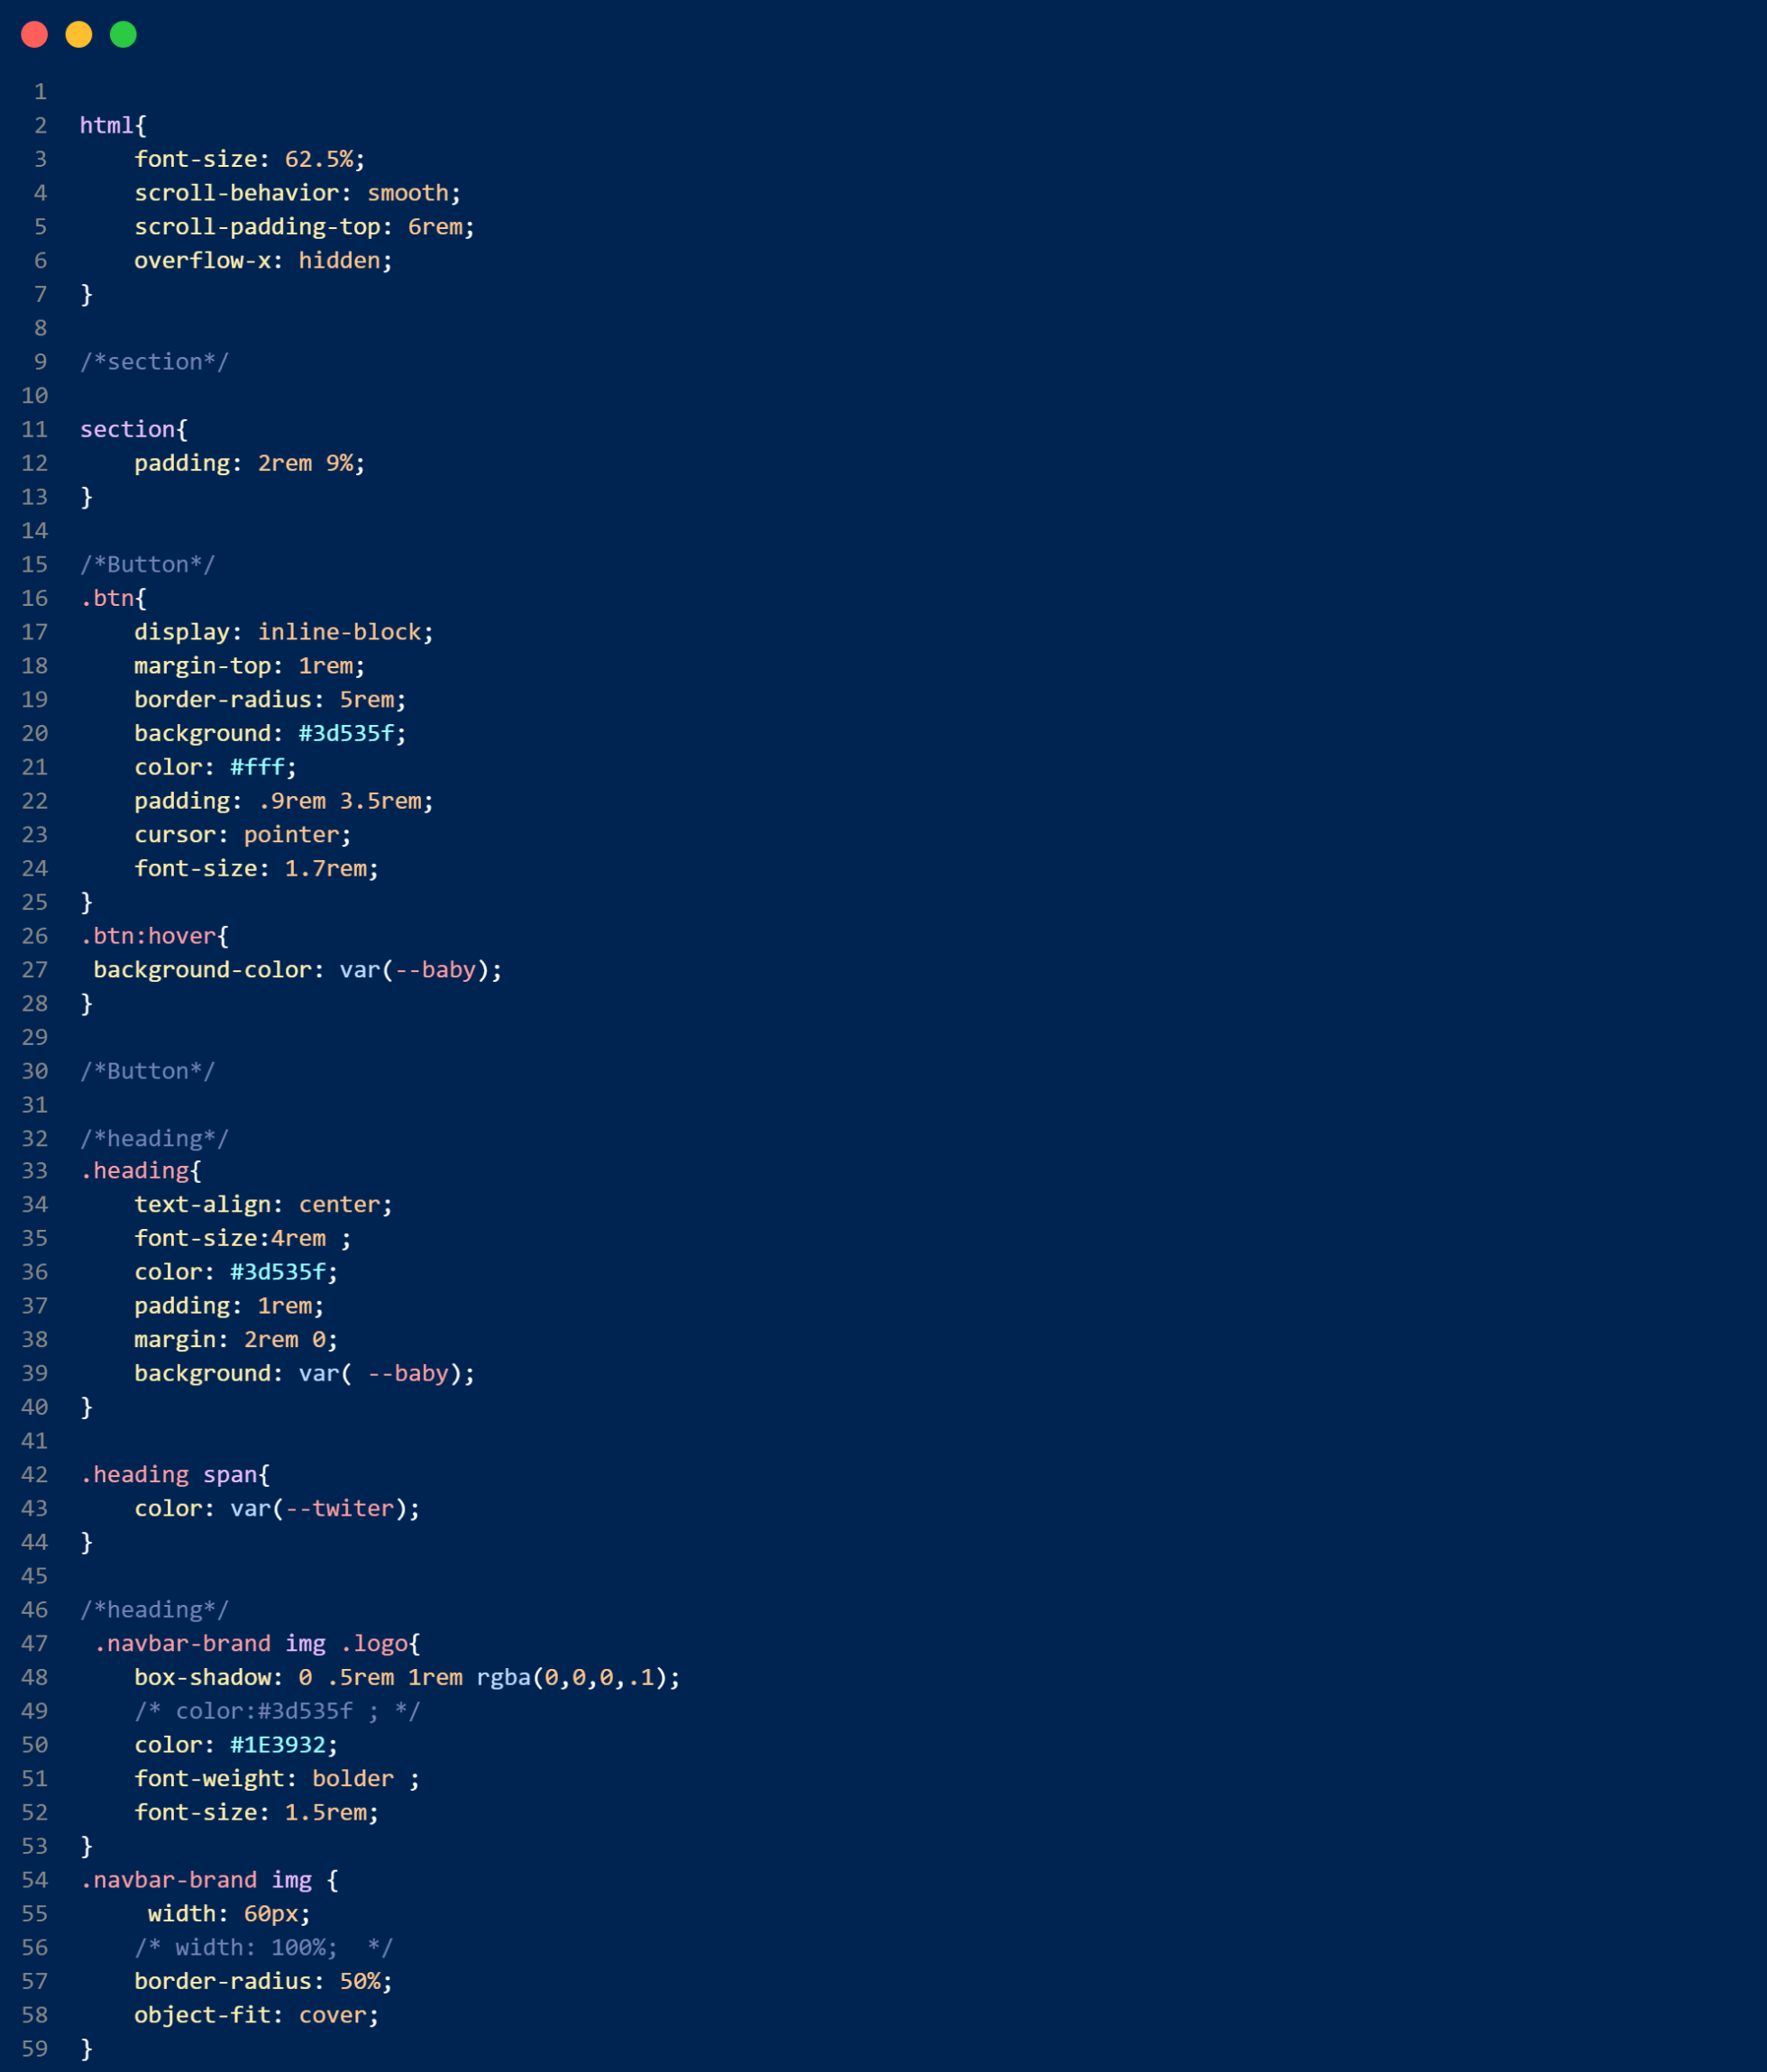 1
2 html{
3     font-size: 62.5%;
4     scroll-behavior: smooth;
5     scroll-padding-top: 6rem;
6     overflow-x: hidden;
7 }
8
9 /*section*/
10
11 section{
12     padding: 2rem 9%;
13 }
14
15 /*Button*/
16 .btn{
17     display: inline-block;
18     margin-top: 1rem;
19     border-radius: 5rem;
20     background: #3d535f;
21     color: #fff;
22     padding: .9rem 3.5rem;
23     cursor: pointer;
24     font-size: 1.7rem;
25 }
26 .btn:hover{
27  background-color: var(--baby);
28 }
29
30 /*Button*/
31
32 /*heading*/
33 .heading{
34     text-align: center;
35     font-size:4rem ;
36     color: #3d535f;
37     padding: 1rem;
38     margin: 2rem 0;
39     background: var( --baby);
40 }
41
42 .heading span{
43     color: var(--twiter);
44 }
45
46 /*heading*/
47  .navbar-brand img .logo{
48     box-shadow: 0 .5rem 1rem rgba(0,0,0,.1);
49     /* color:#3d535f ; */
50     color: #1E3932;
51     font-weight: bolder ;
52     font-size: 1.5rem;
53 }
54 .navbar-brand img {
55      width: 60px;
56     /* width: 100%;  */
57     border-radius: 50%;
58     object-fit: cover;
59 }